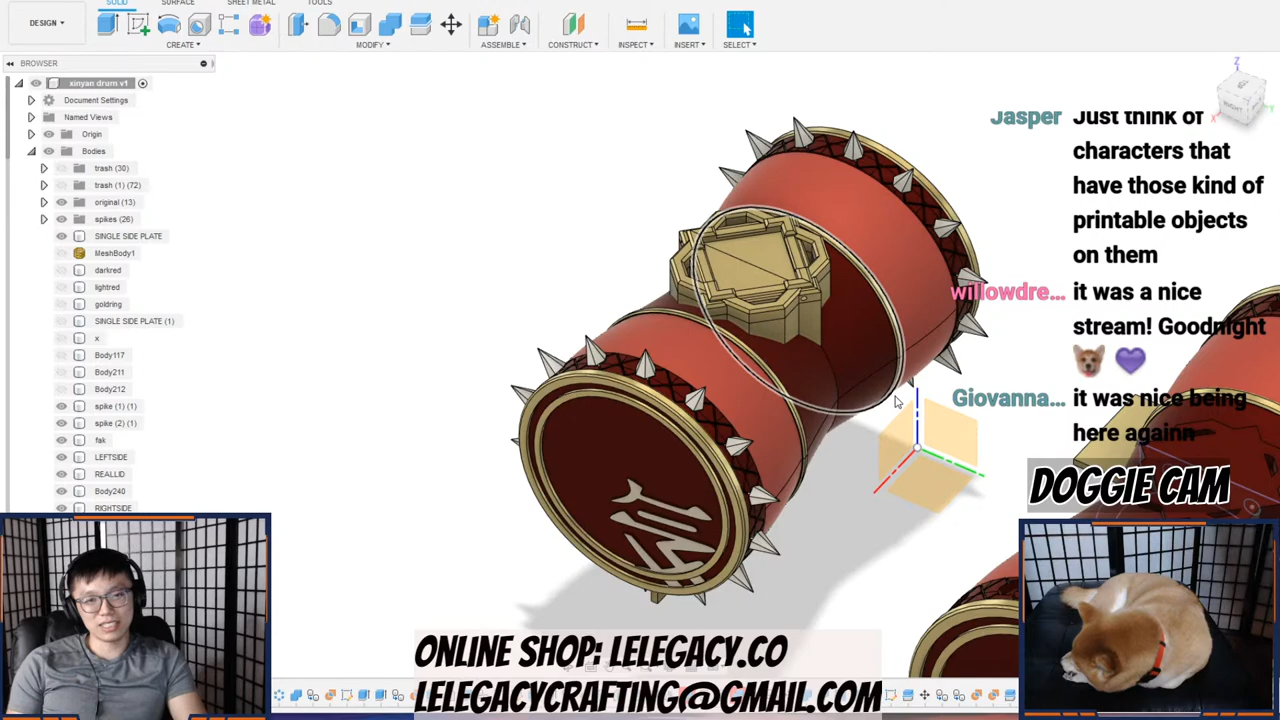 SOLID
SURFACE
SHEET METAL
TOOLS
DESIGN
CREATE
MODIFY
ASSEMBLE
CONSTRUCT
INSPECT
INSERT
SELECT
BROWSER
xinyan drum v1
Document Settings
Named Views
Origin
Bodies
trash (30)
trash (1) (72)
original (13)
spikes (26)
SINGLE SIDE PLATE
MeshBody1
darkred
lightred
goldring
SINGLE SIDE PLATE (1)
x
Body117
Body211
Body212
spike (1) (1)
spike (2) (1)
fak
LEFTSIDE
REALLID
Body240
RIGHTSIDE
Z
RIGHT
X
Jasper Just think of
characters that
have those kind of
printable objects
on them
willowdre... it was a nice
stream! Goodnight
Giovanna... it was nice being
here againn
DOGGIE CAM
ONLINE SHOP: LELEGACY.CO
LELEGACYCRAFTING@GMAIL.COM